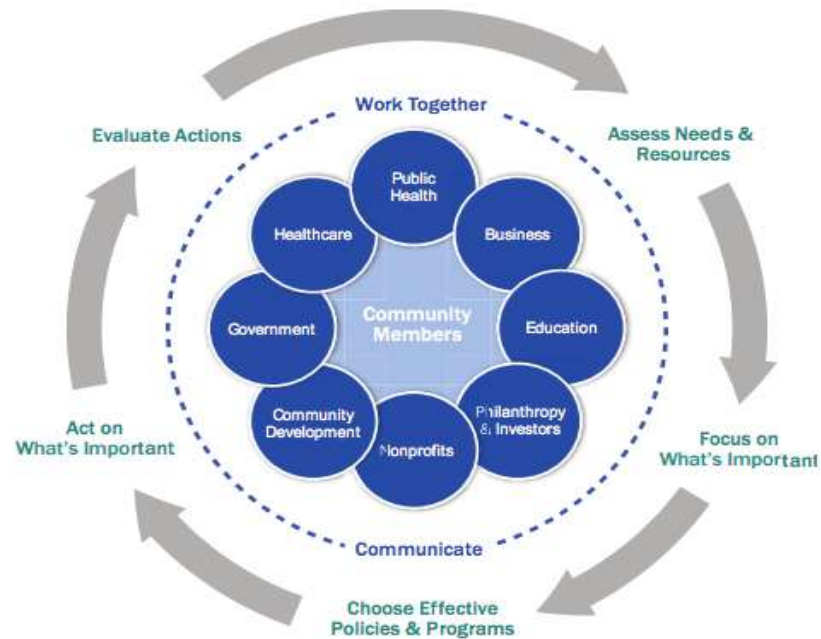 Work Together
Evaluate Actions
Assess Needs &
Resources
Public
Health
Healthcare
Business
Community
Members
Government
Education
Community
Development
Philanthropy
& Investors
Nonprofits
Act on
What's Important
Focus on
What's Important
Communicate
Choose Effective
Policies & Programs